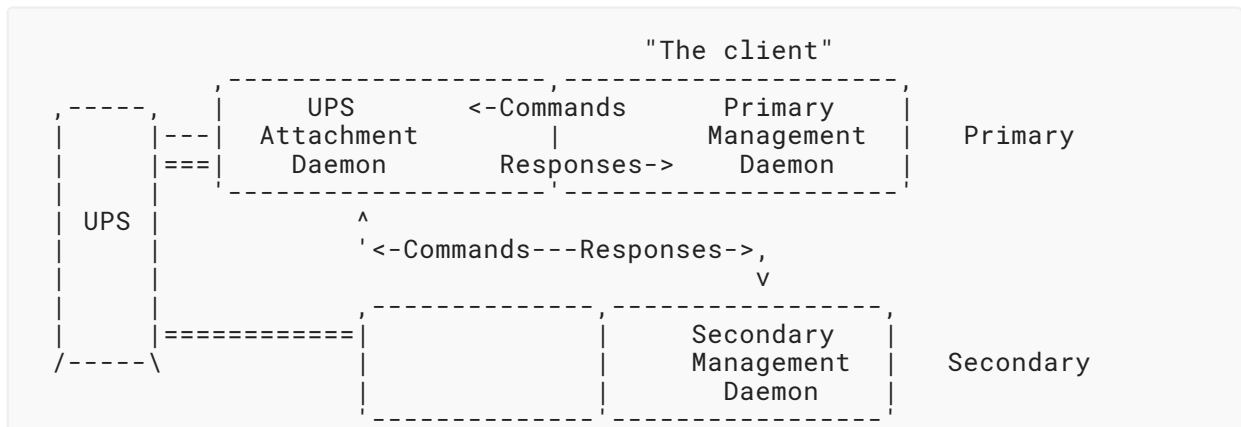 "The client"
UPS <-Commands Primary
Attachment Management Primary
Daemon Responses-> Daemon
UPS
<-Commands---Responses->
Secondary
Management Secondary
Daemon